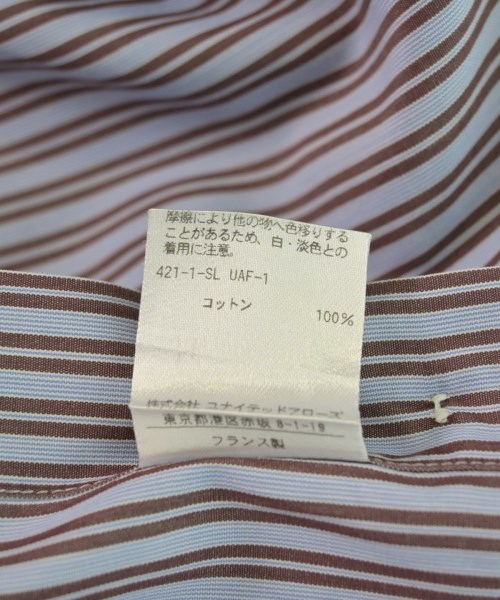 摩擦により他の物へ色移りする
ことがあるため、白・淡色との
着用に注意。
421-1-SL UAF-1
コットン 100%
株式会社 ユナイテッドアローズ
東京都港区赤坂 8-1-19
フランス製